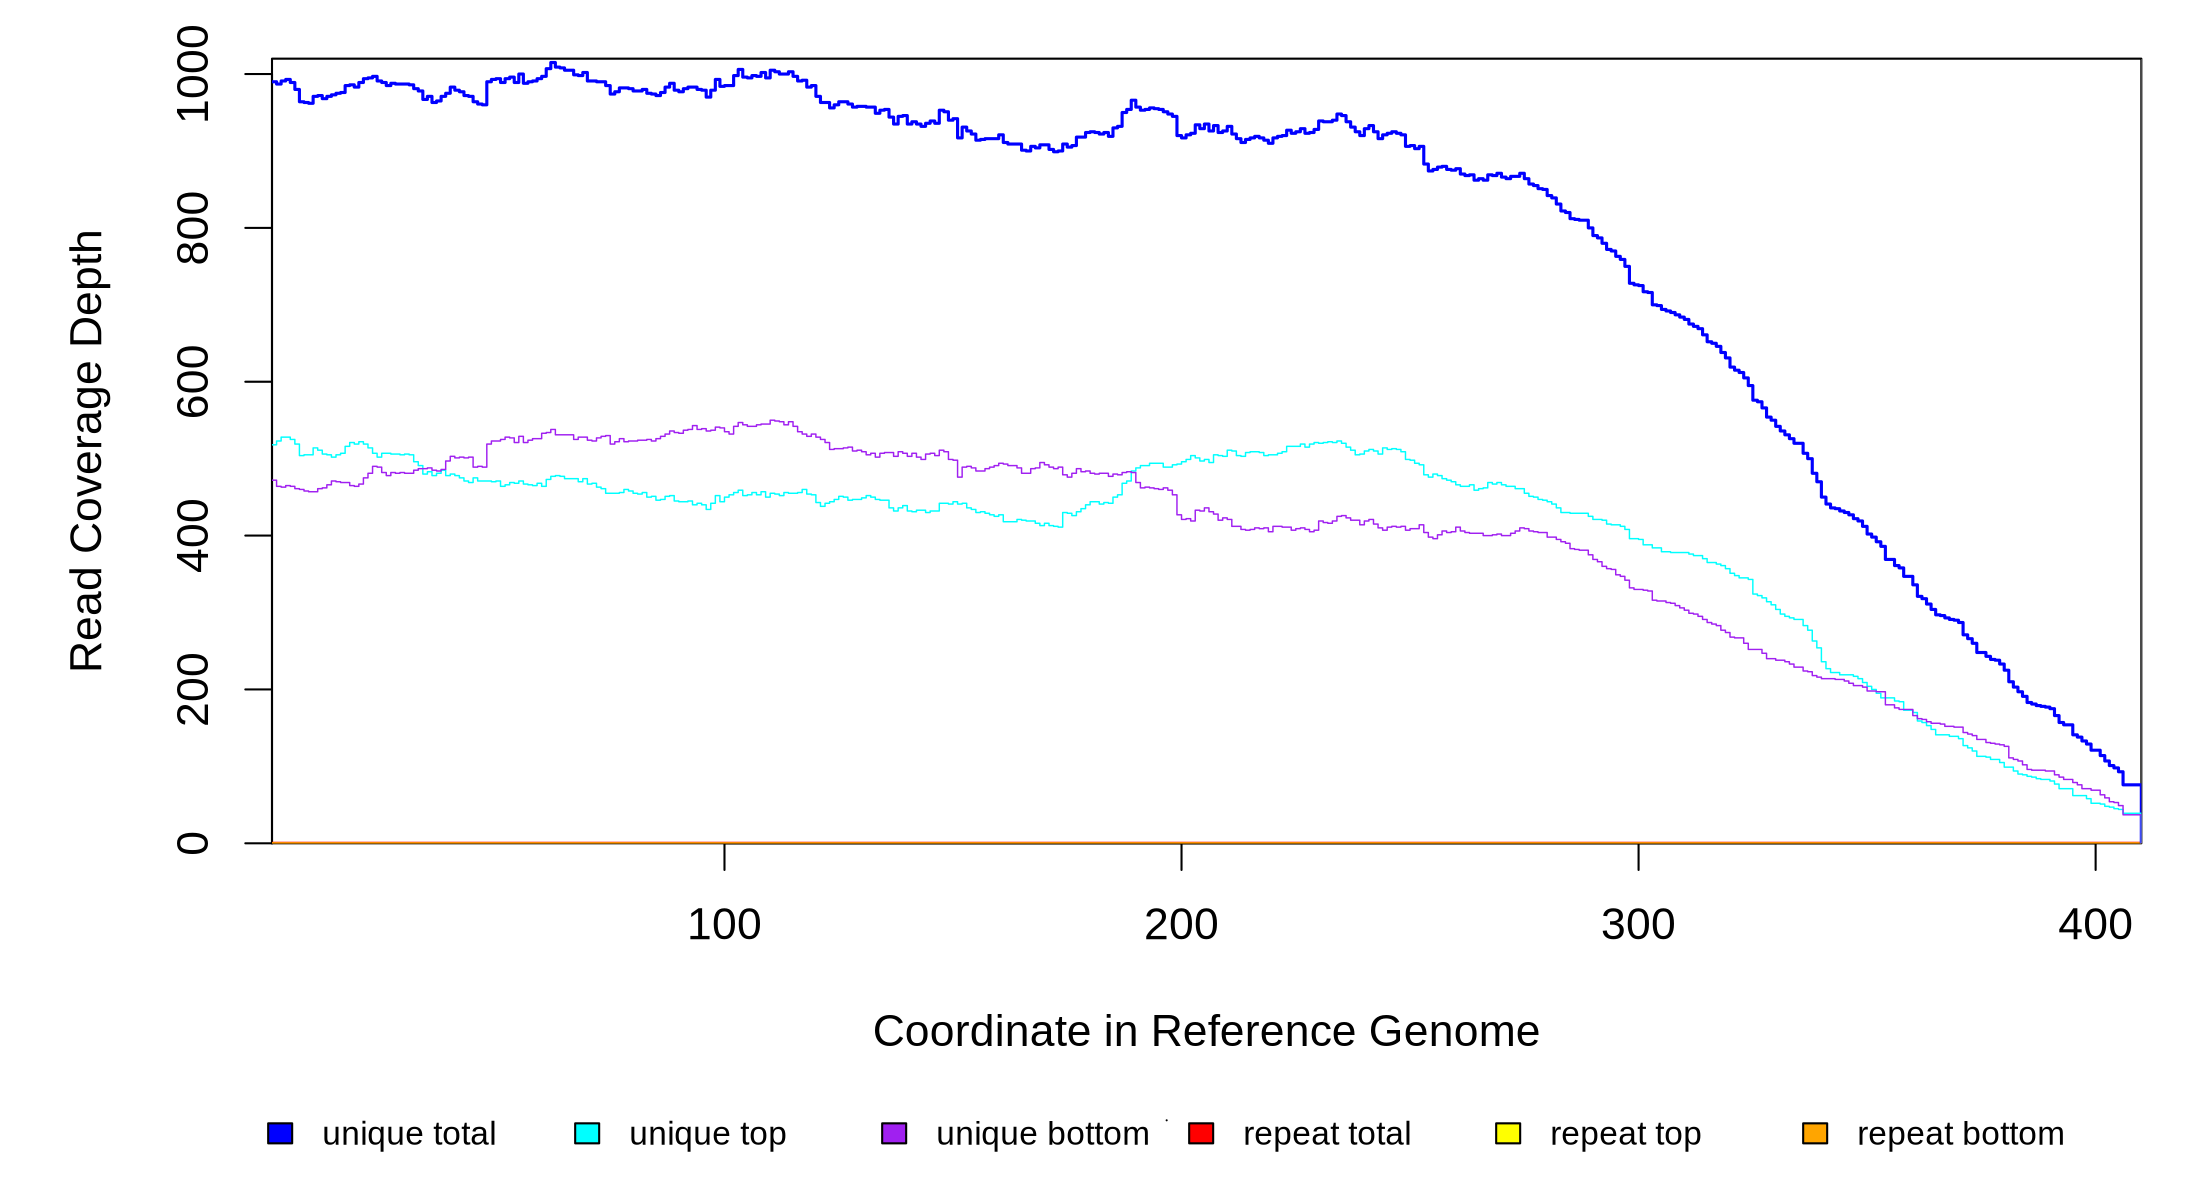 1000
800
600
400
200
0
Read Coverage Depth
100 200 300 400
Coordinate in Reference Genome
unique total unique top unique bottom repeat total repeat top repeat bottom